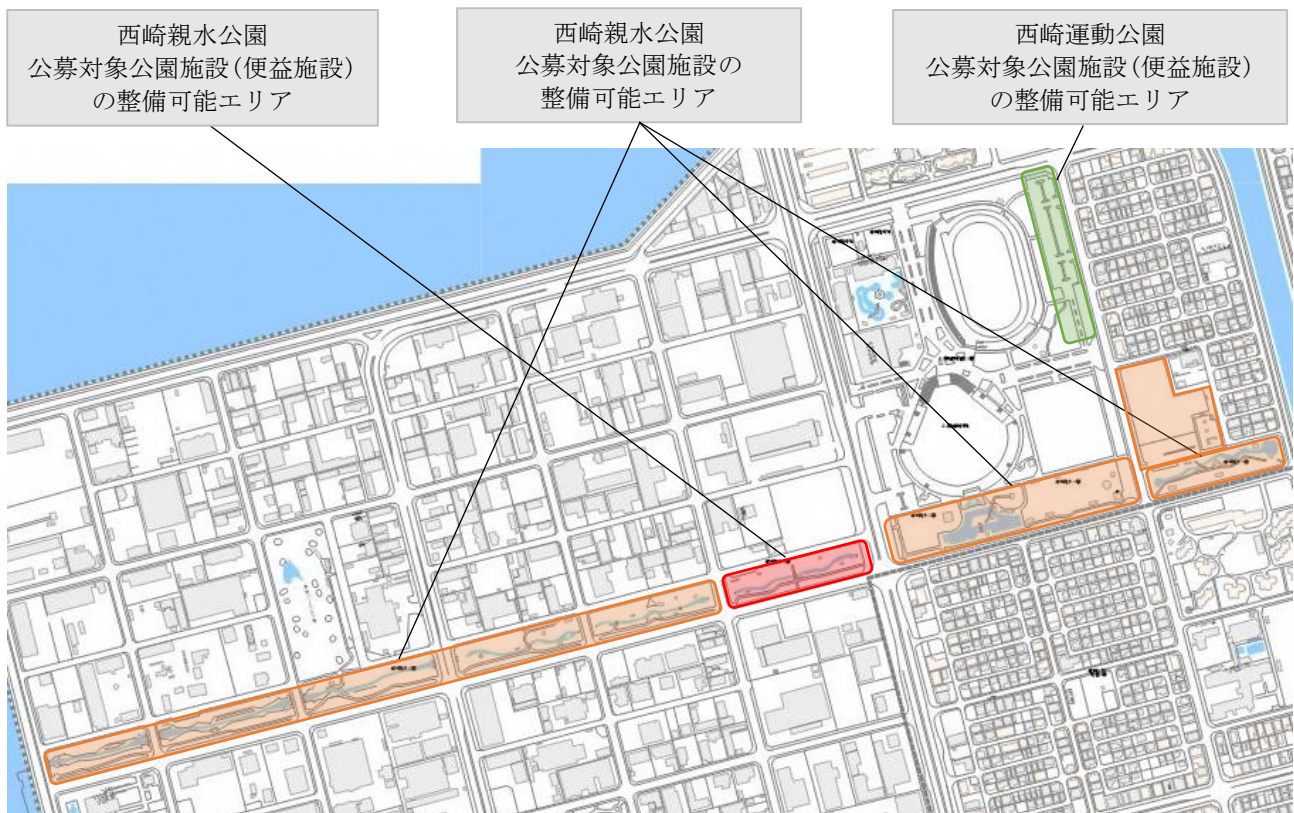 西崎親水公園
公募対象公園施設(便益施設)
の整備可能エリア
西崎親水公園
公募対象公園施設の
整備可能エリア
西崎運動公園
公募対象公園施設(便益施設)
の整備可能エリア